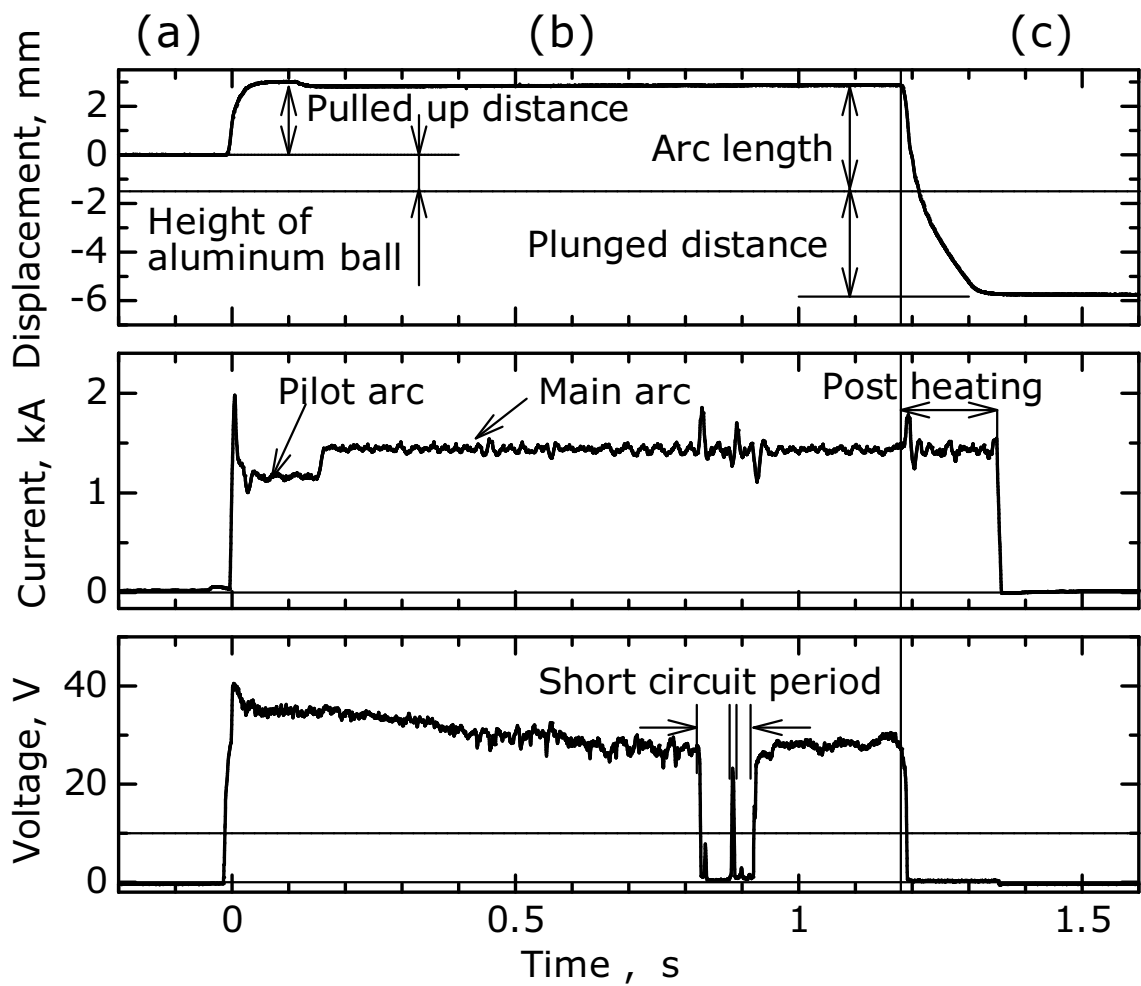 (a) (b) (c)
Displacement, mm
2
0
-2
-4
-6
Pulled up distance
Arc length
Height of
aluminum ball
Plunged distance
Current, kA
2
1
0
Pilot arc
Main arc
Post heating
Voltage, V
40
20
0
Short circuit period
0 0.5 1 1.5
Time , s